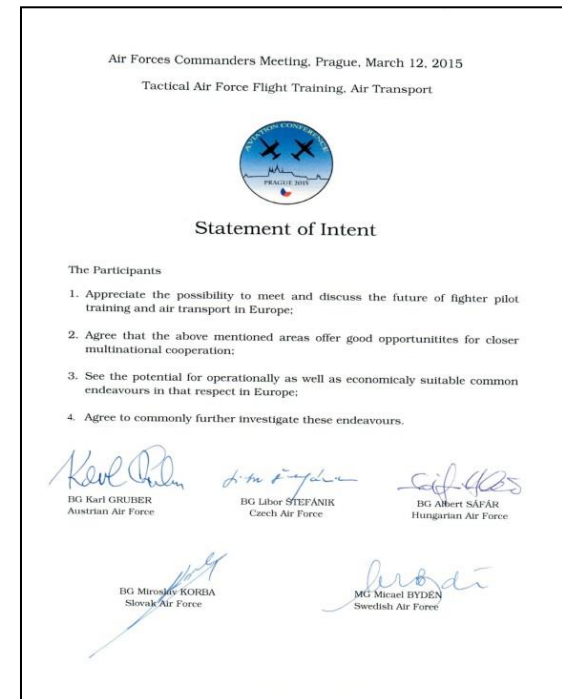 Air Forces Commanders Meeting, Prague, March 12, 2015
Tactical Air Force Flight Training, Air Transport
AVIATION CONFERENCE
PRAGUE 2015
Statement of Intent
The Participants
1. Appreciate the possibility to meet and discuss the future of fighter pilot
training and air transport in Europe;
2. Agree that the above mentioned areas offer good opportunitites for closer
multinational cooperation;
3. See the potential for operationally as well as economicaly suitable common
endeavours in that respect in Europe;
4. Agree to commonly further investigate these endeavours.
BG Karl GRUBER
Austrian Air Force
BG Libor ŠTEFÁNIK
Czech Air Force
BG Albert SÁFÁR
Hungarian Air Force
BG Miroslav KORBA
Slovak Air Force
MG Micael BYDÉN
Swedish Air Force